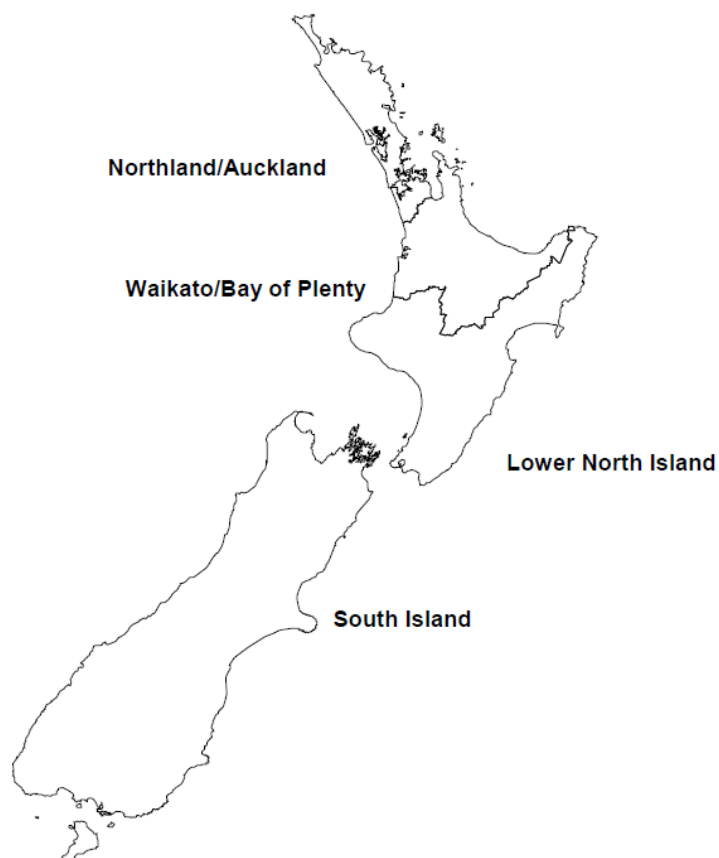 Northland/Auckland
Waikato/Bay of Plenty
Lower North Island
South Island